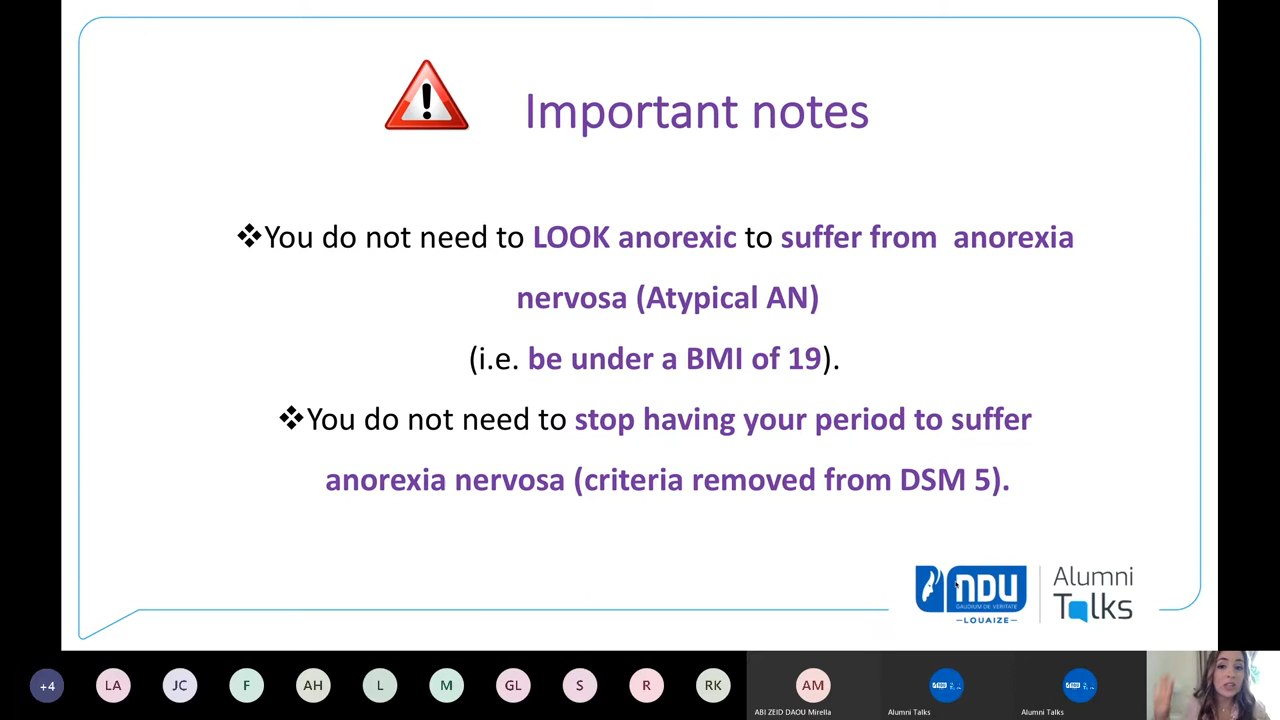 Important notes
❖You do not need to LOOK anorexic to suffer from anorexia
nervosa (Atypical AN)
(i.e. be under a BMI of 19).
❖You do not need to stop having your period to suffer
anorexia nervosa (criteria removed from DSM 5).
NDU
GAUDIUM DE VERITATE
–LOUAIZE–
Alumni
Talks
+4
LA
JC
F
AH
L
M
GL
S
R
RK
AM
ABI ZEID DAOU Mirella
Alumni Talks
Alumni Talks